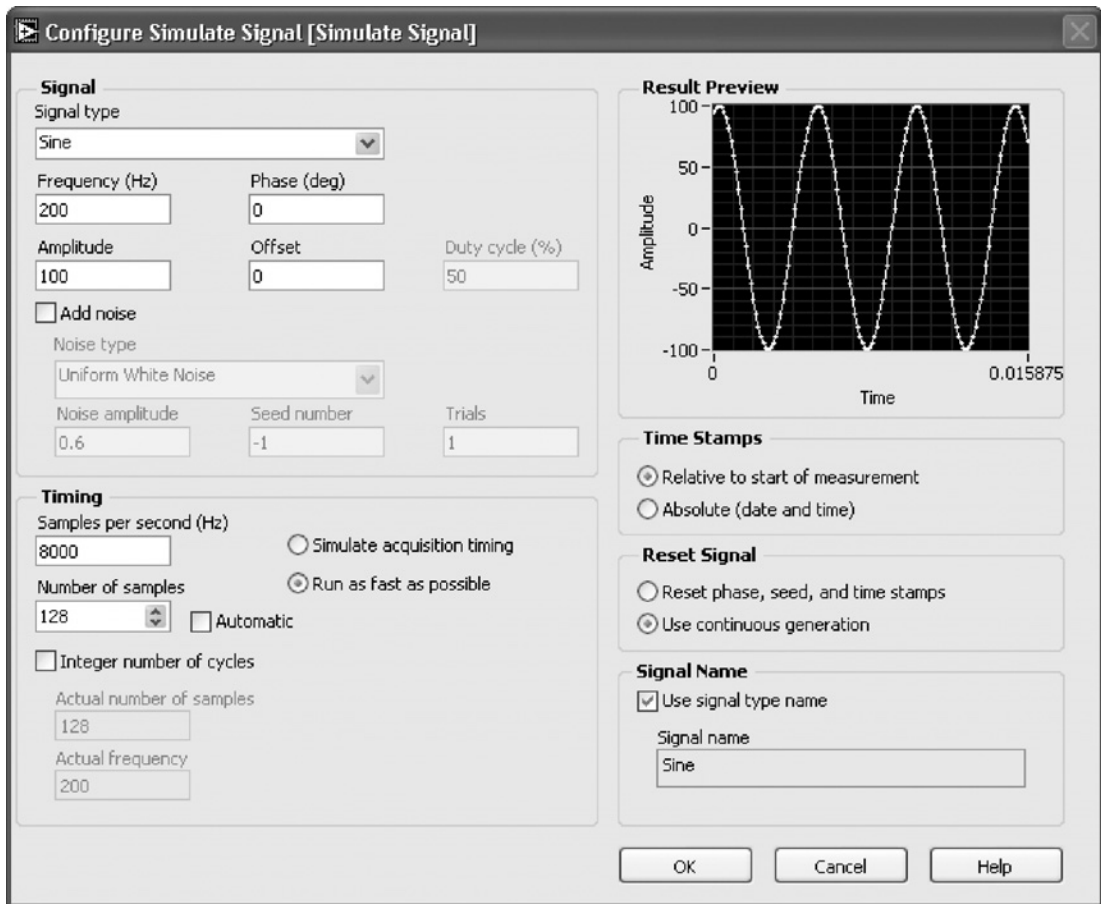 Configure Simulate Signal [Simulate Signal]
Signal
Signal type
Sine
Frequency (Hz) Phase (deg)
200 0
Amplitude Offset Duty cycle (%)
100 0 50
Add noise
Noise type
Uniform White Noise
Noise amplitude Seed number Trials
0.6 -1 1
Timing
Samples per second (Hz)
8000
Simulate acquisition timing
Run as fast as possible
Number of samples
128
Automatic
Integer number of cycles
Actual number of samples
128
Actual frequency
200
Result Preview
100
50
0
-50
-100
Amplitude
0 0.015875
Time
Time Stamps
Relative to start of measurement
Absolute (date and time)
Reset Signal
Reset phase, seed, and time stamps
Use continuous generation
Signal Name
Use signal type name
Signal name
Sine
OK Cancel Help